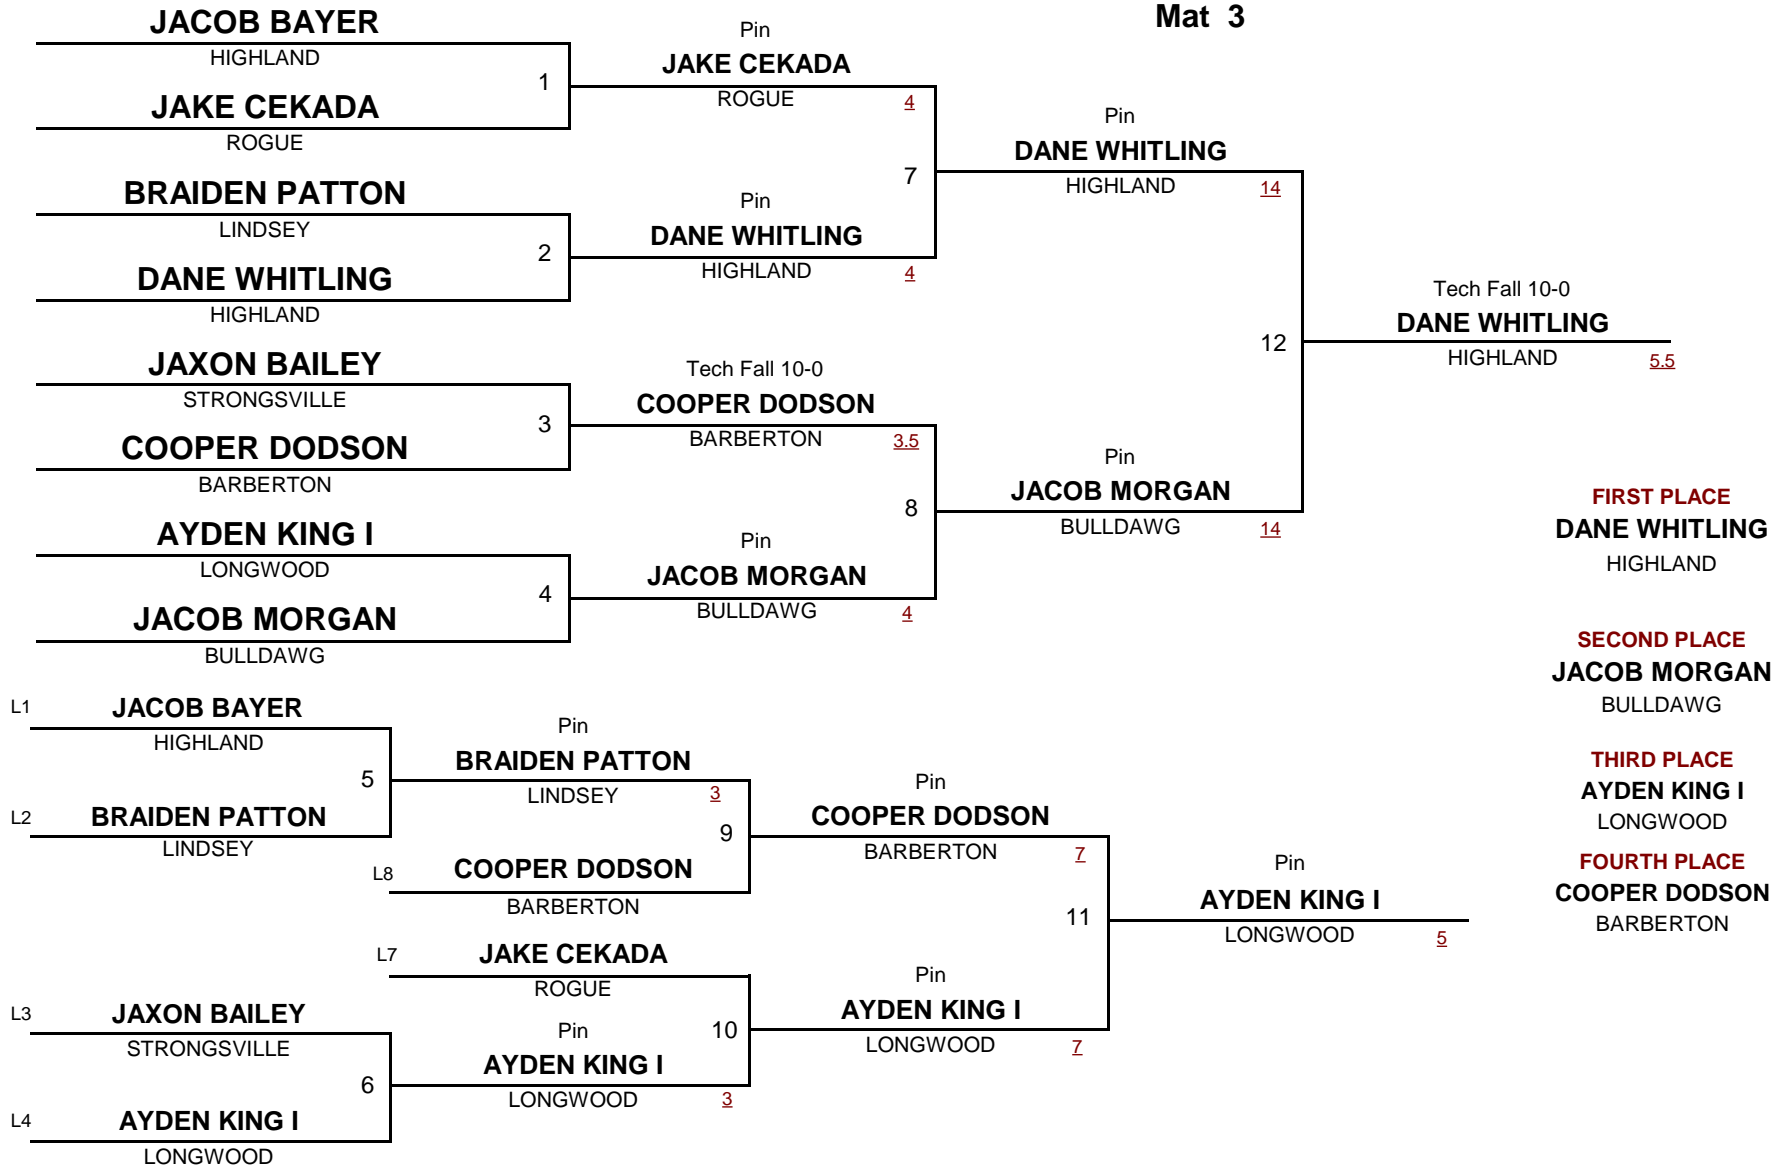 Mat 3
JACOB BAYER
HIGHLAND
1
JAKE CEKADA
ROGUE
BRAIDEN PATTON
LINDSEY
2
DANE WHITLING
HIGHLAND
JAXON BAILEY
STRONGSVILLE
3
COOPER DODSON
BARBERTON
AYDEN KING I
LONGWOOD
4
JACOB MORGAN
BULLDAWG
Pin
JAKE CEKADA
ROGUE 4
7
Pin
DANE WHITLING
HIGHLAND 4
Tech Fall 10-0
COOPER DODSON
BARBERTON 3.5
8
Pin
JACOB MORGAN
BULLDAWG 4
Pin
DANE WHITLING
HIGHLAND 14
12
Pin
JACOB MORGAN
BULLDAWG 14
Tech Fall 10-0
DANE WHITLING
HIGHLAND 5.5
FIRST PLACE
DANE WHITLING
HIGHLAND
SECOND PLACE
JACOB MORGAN
BULLDAWG
THIRD PLACE
AYDEN KING I
LONGWOOD
FOURTH PLACE
COOPER DODSON
BARBERTON
L1 JACOB BAYER
HIGHLAND
5
L2 BRAIDEN PATTON
LINDSEY
Pin
BRAIDEN PATTON
LINDSEY 3
9
L8 COOPER DODSON
BARBERTON
L7 JAKE CEKADA
ROGUE
10
L3 JAXON BAILEY
STRONGSVILLE
6
L4 AYDEN KING I
LONGWOOD
Pin
AYDEN KING I
LONGWOOD 3
Pin
COOPER DODSON
BARBERTON 7
11
Pin
AYDEN KING I
LONGWOOD 7
Pin
AYDEN KING I
LONGWOOD 5